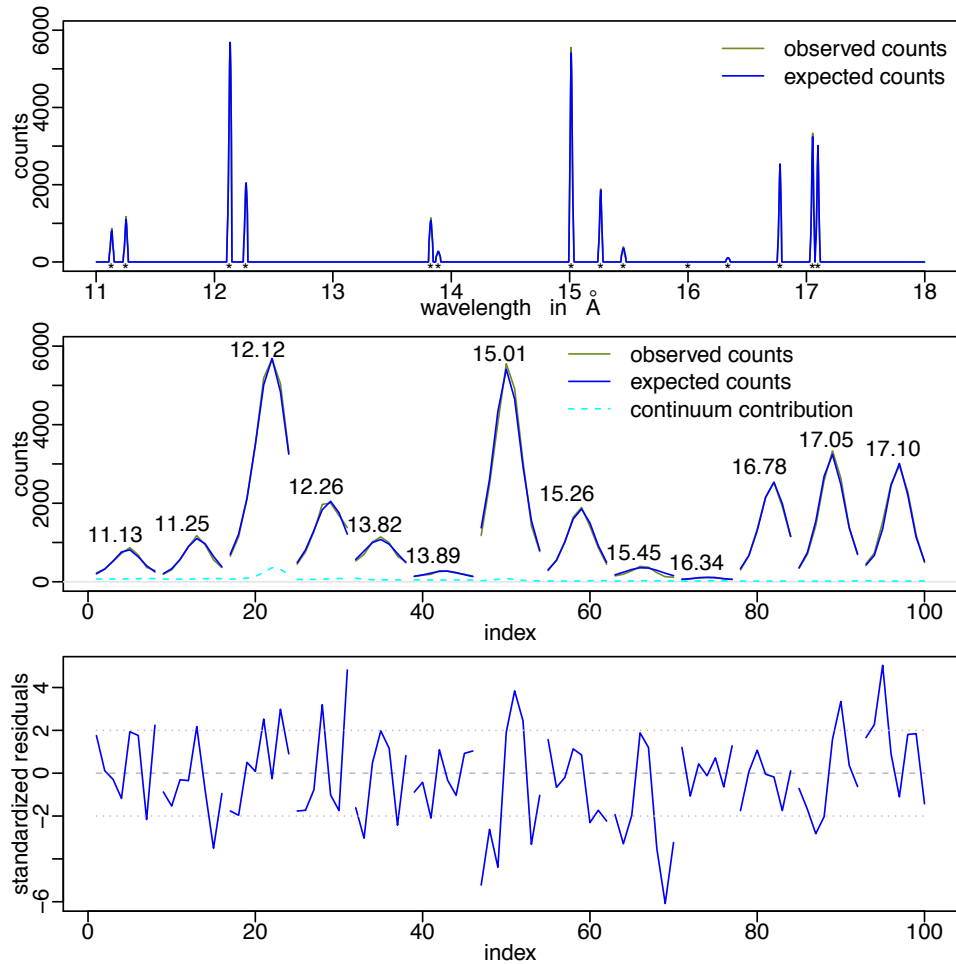 counts
0
2000
4000
6000
observed counts
expected counts
* * * * * * * * * * * * * *
11 12 13 14 15 16 17 18
wavelength in Å
counts
0
2000
4000
6000
observed counts
expected counts
continuum contribution
11.13
11.25
12.12
12.26
13.82
13.89
15.01
15.26
15.45
16.34
16.78
17.05
17.10
0 20 40 60 80 100
index
standardized residuals
−6
−2
0
2
4
0 20 40 60 80 100
index